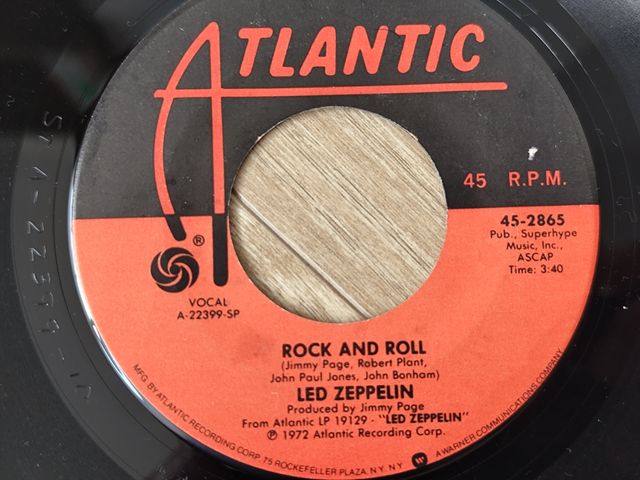 ATLANTIC
45 R.P.M.
45-2865
Pub., Superhype
Music, Inc.,
ASCAP
Time: 3:40
®
VOCAL
A-22399-SP
ROCK AND ROLL
(Jimmy Page, Robert Plant,
John Paul Jones, John Bonham)
LED ZEPPELIN
Produced by Jimmy Page
From Atlantic LP 19129 - "LED ZEPPELIN"
℗ 1972 Atlantic Recording Corp.
MFG. BY ATLANTIC RECORDING CORP. 75 ROCKEFELLER PLAZA, N.Y. N.Y. W A WARNER COMMUNICATIONS COMPANY